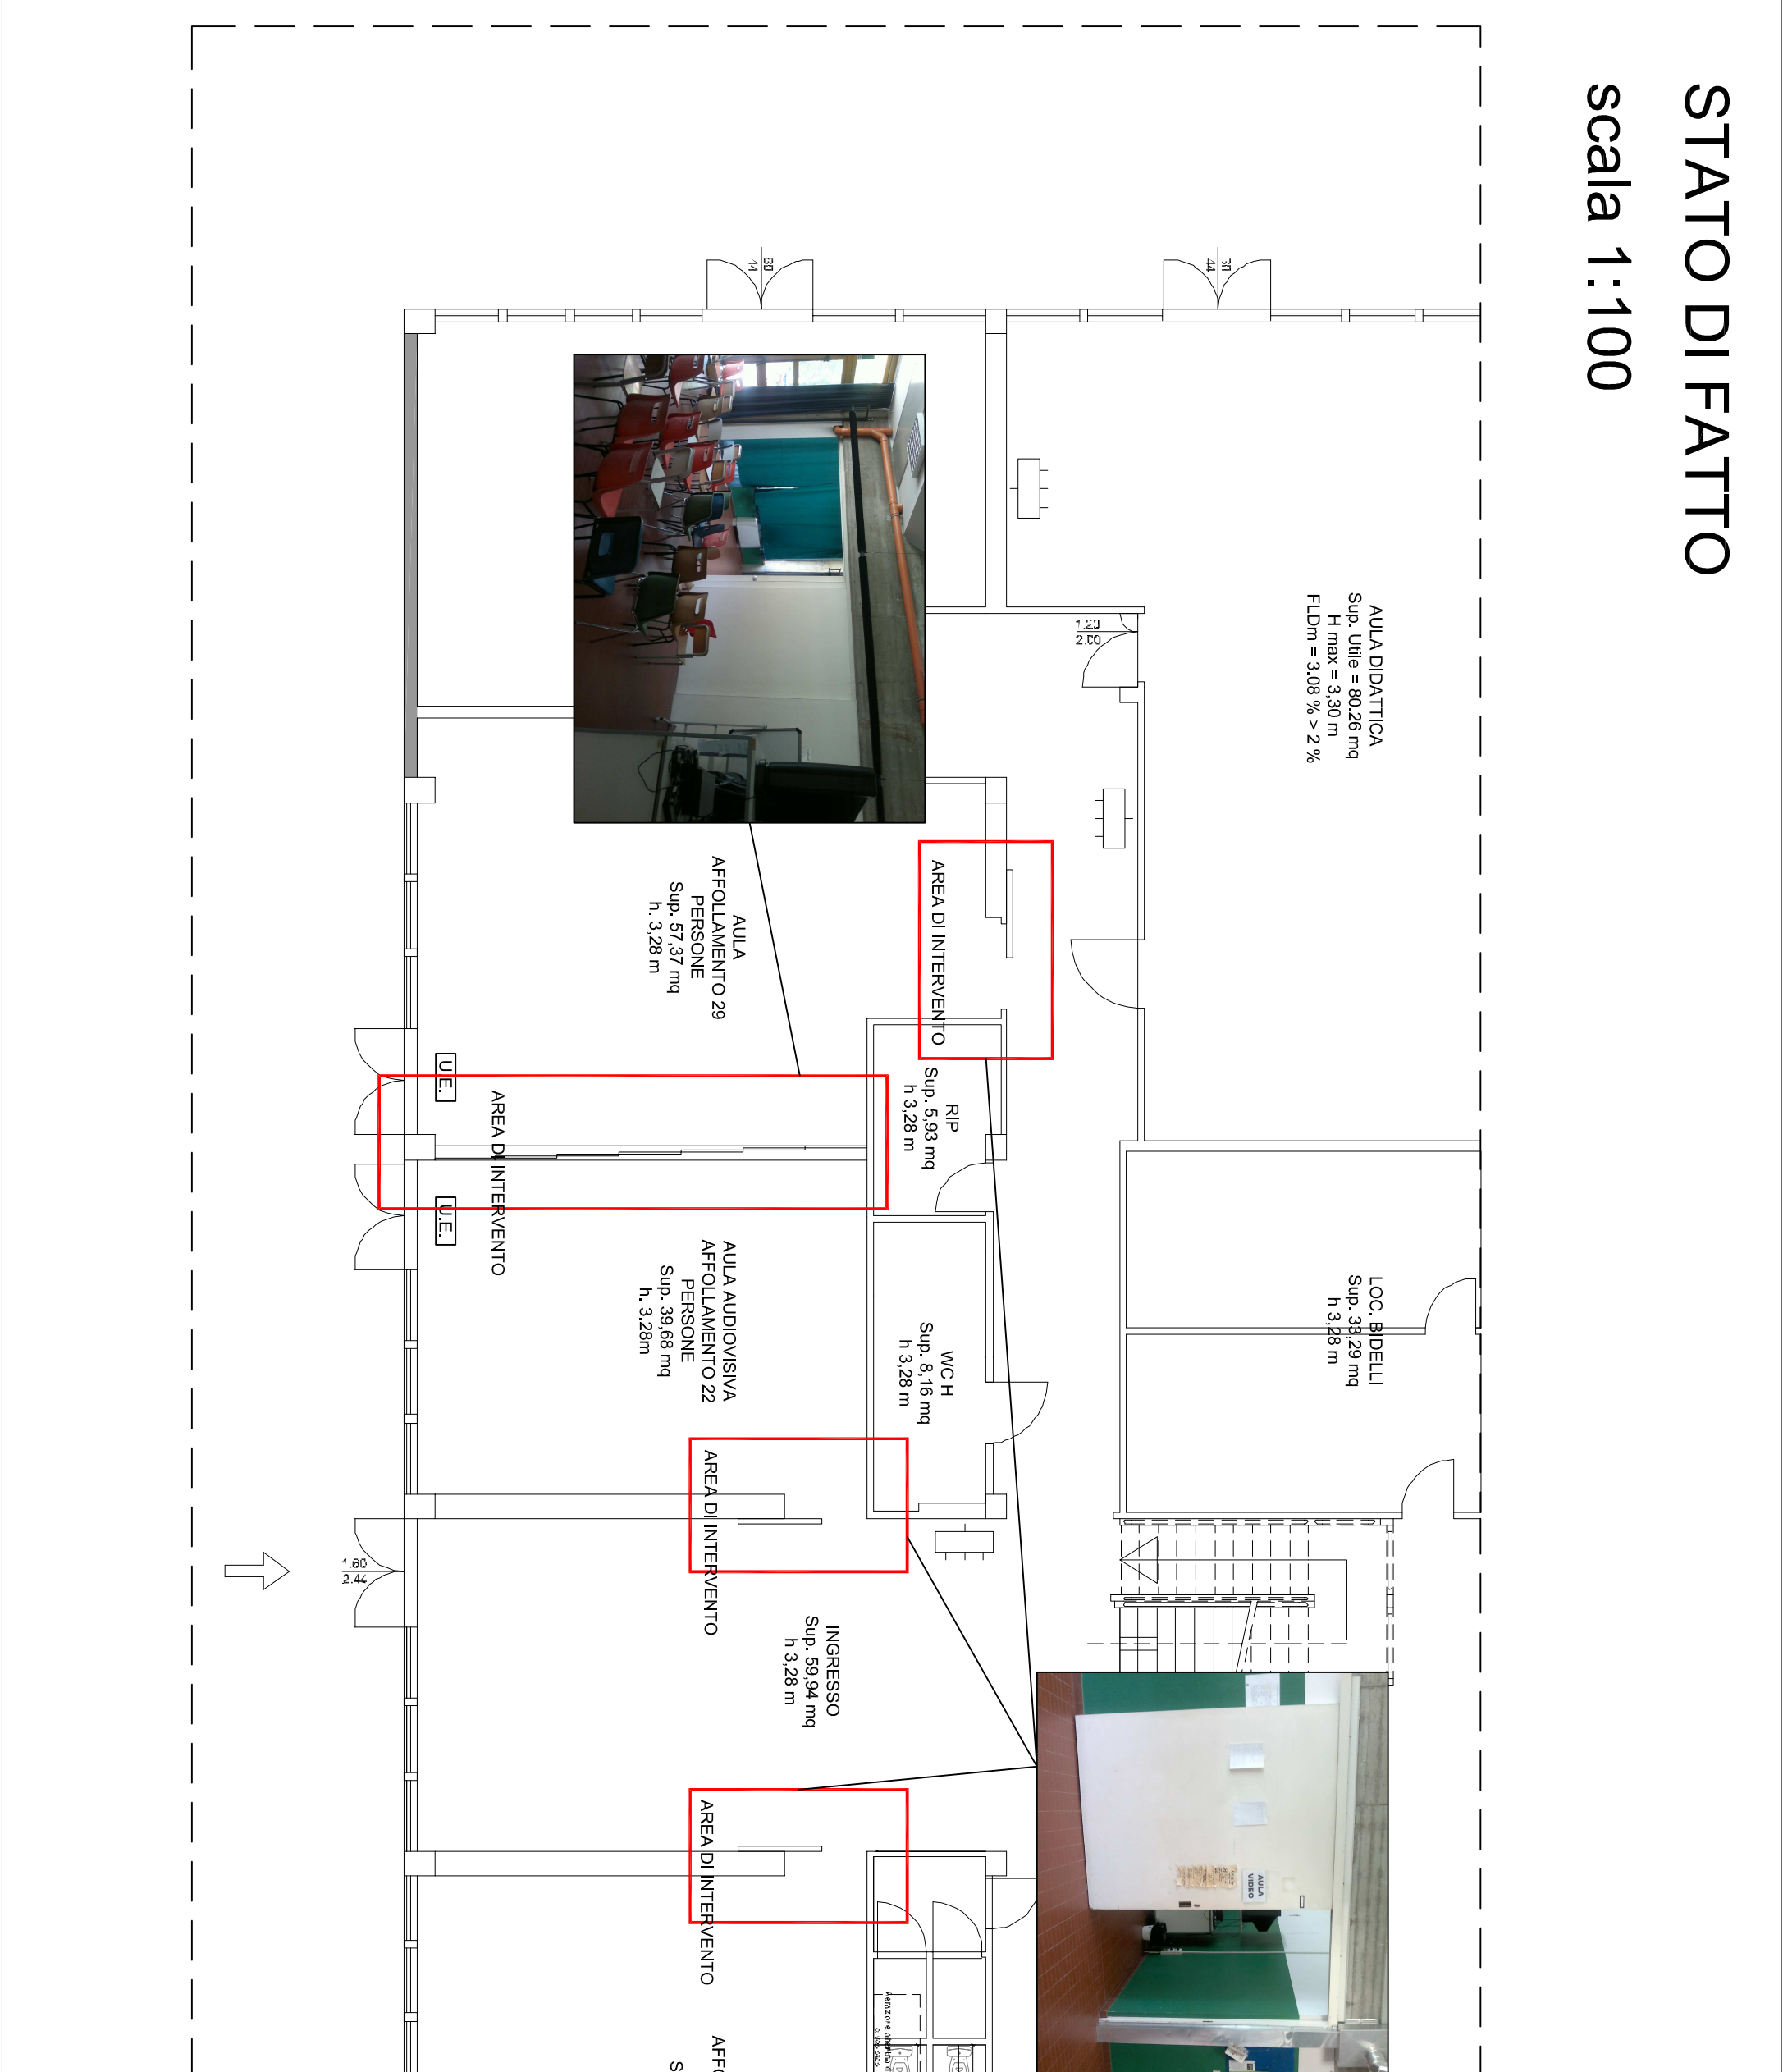 STATO DI FATTO
scala 1:100
60
44
AULA DIDATTICA
Sup. Utile = 80.26 mq
H max = 3,30 m
FLDm = 3.08 % > 2 %
1.20
2.00
AREA DI INTERVENTO
AULA
AFFOLLAMENTO 29
PERSONE
Sup. 57,37 mq
h. 3,28 m
U.E.
AREA DI INTERVENTO
U.E.
RIP
Sup. 5,93 mq
h 3,28 m
LOC. BIDELLI
Sup. 33,29 mq
h 3,28 m
WC H
Sup. 8,16 mq
h 3,28 m
AULA AUDIOVISIVA
AFFOLLAMENTO 22
PERSONE
Sup. 39,68 mq
h. 3.28m
AREA DI INTERVENTO
1.60
2.44
INGRESSO
Sup. 59,94 mq
h 3,28 m
AREA DI INTERVENTO
AULA
VIDEO
AFFO
S